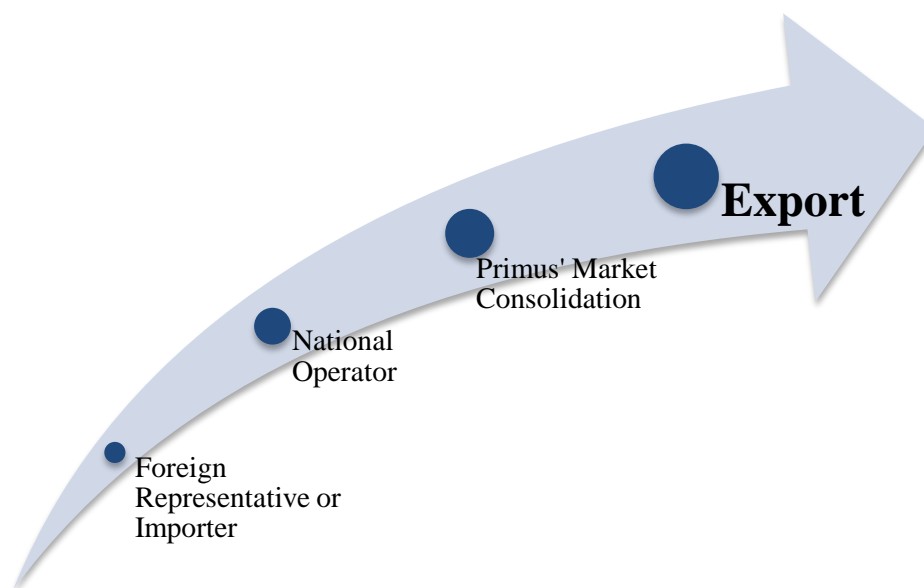 Export
Primus' Market
Consolidation
National
Operator
Foreign
Representative or
Importer